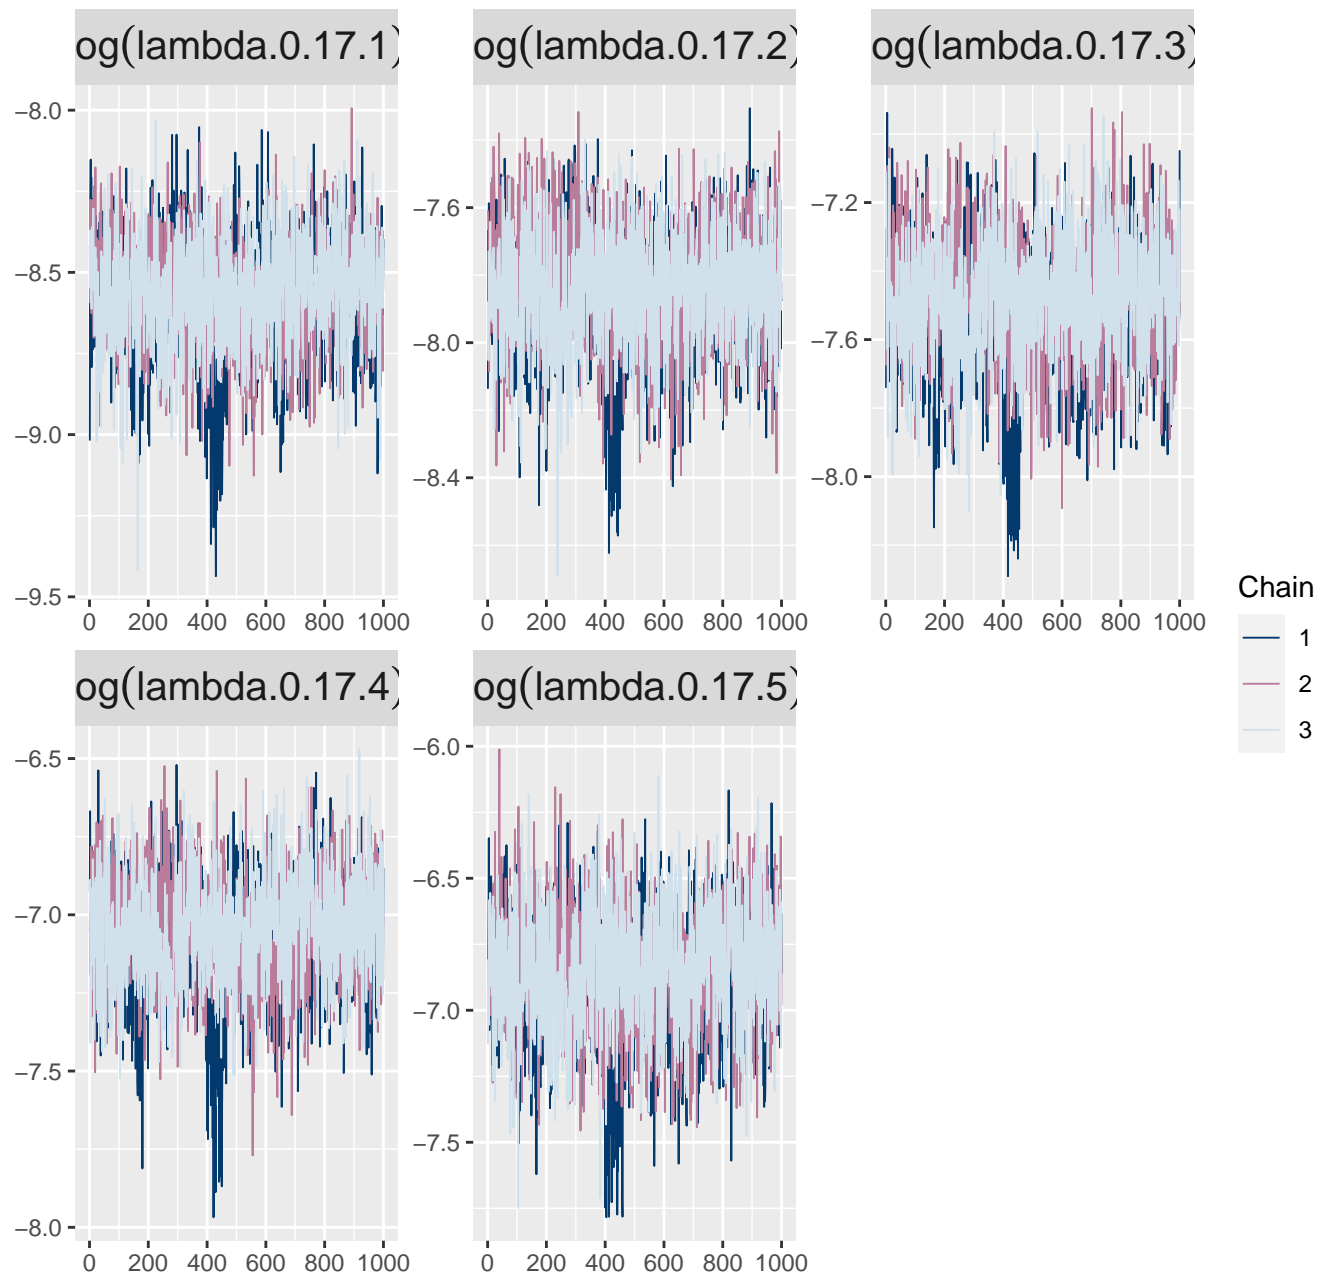 og(lambda.0.17.1)
og(lambda.0.17.2)
og(lambda.0.17.3)
−8.0
−8.5
−9.0
−9.5
0 200 400 600 800 1000
−7.6
−8.0
−8.4
0 200 400 600 800 1000
−7.2
−7.6
−8.0
0 200 400 600 800 1000
og(lambda.0.17.4)
og(lambda.0.17.5)
−6.5
−7.0
−7.5
−8.0
0 200 400 600 800 1000
−6.0
−6.5
−7.0
−7.5
0 200 400 600 800 1000
Chain
1
2
3